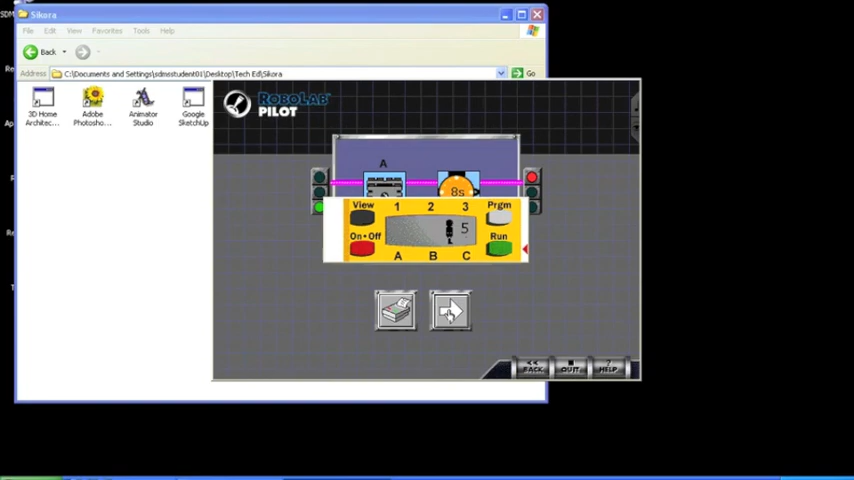 SDM
Sikora
File Edit View Favorites Tools Help
Back
Address C:\Documents and Settings\sdmsstudent01\Desktop\Tech Ed\Sikora Go
3D Home Architec...
Adobe Photosho...
Animator Studio
Google SketchUp
ROBOLAB
PILOT
A
8s
View 1 2 3 Prgm
5
On•Off Run
A B C
<< BACK QUIT ? HELP